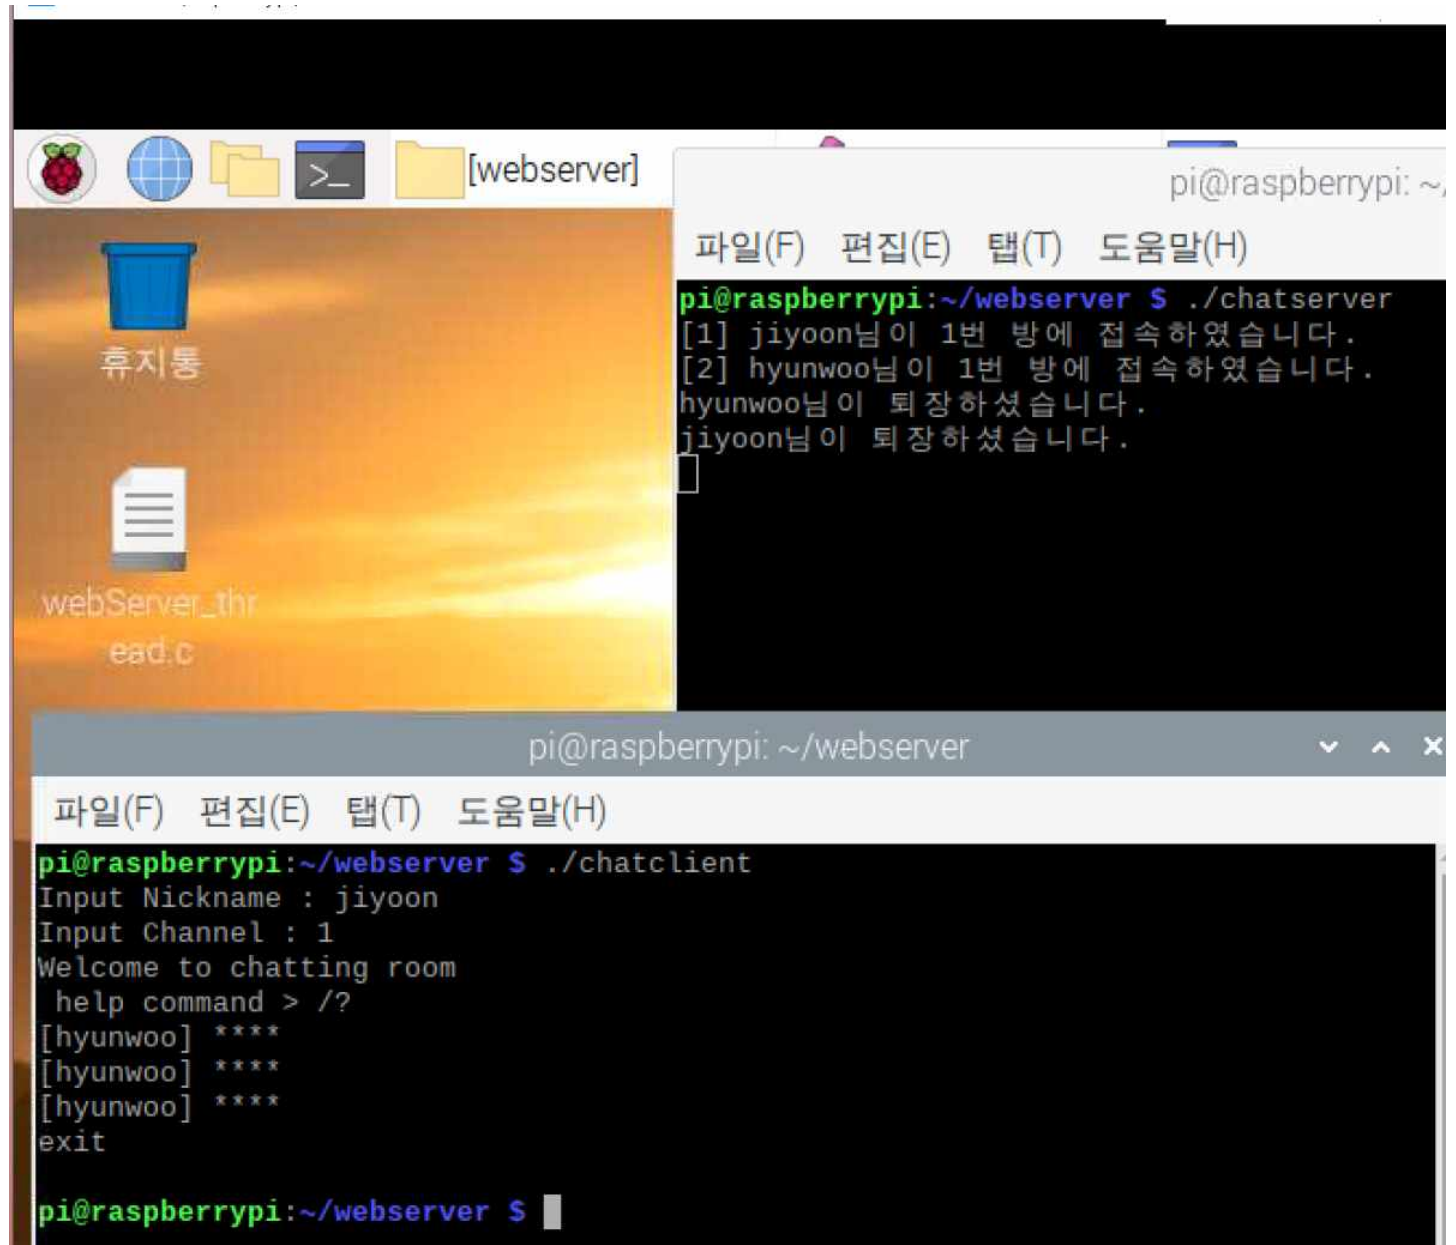 [webserver]
pi@raspberrypi: ~/
파일(F) 편집(E) 탭(T) 도움말(H)
pi@raspberrypi:~/webserver $ ./chatserver
[1] jiyoon님이 1번 방에 접속하였습니다.
[2] hyunwoo님이 1번 방에 접속하였습니다.
hyunwoo님이 퇴장하셨습니다.
jiyoon님이 퇴장하셨습니다.
휴지통
webServer_thr
ead.c
pi@raspberrypi: ~/webserver
파일(F) 편집(E) 탭(T) 도움말(H)
pi@raspberrypi:~/webserver $ ./chatclient
Input Nickname : jiyoon
Input Channel : 1
Welcome to chatting room
help command > /?
[hyunwoo] ****
[hyunwoo] ****
[hyunwoo] ****
exit
pi@raspberrypi:~/webserver $